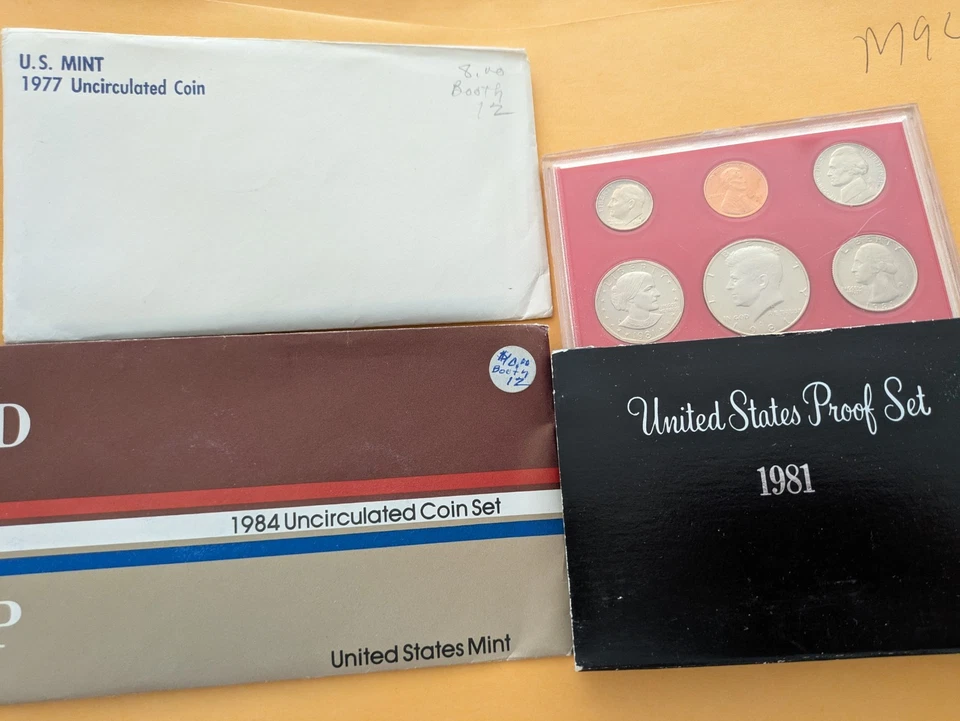 U.S. MINT
1977 Uncirculated Coin
8.00
Booth
12
M9
D
$10.00
Booth
12
1984 Uncirculated Coin Set
P
United States Mint
United States Proof Set
1981